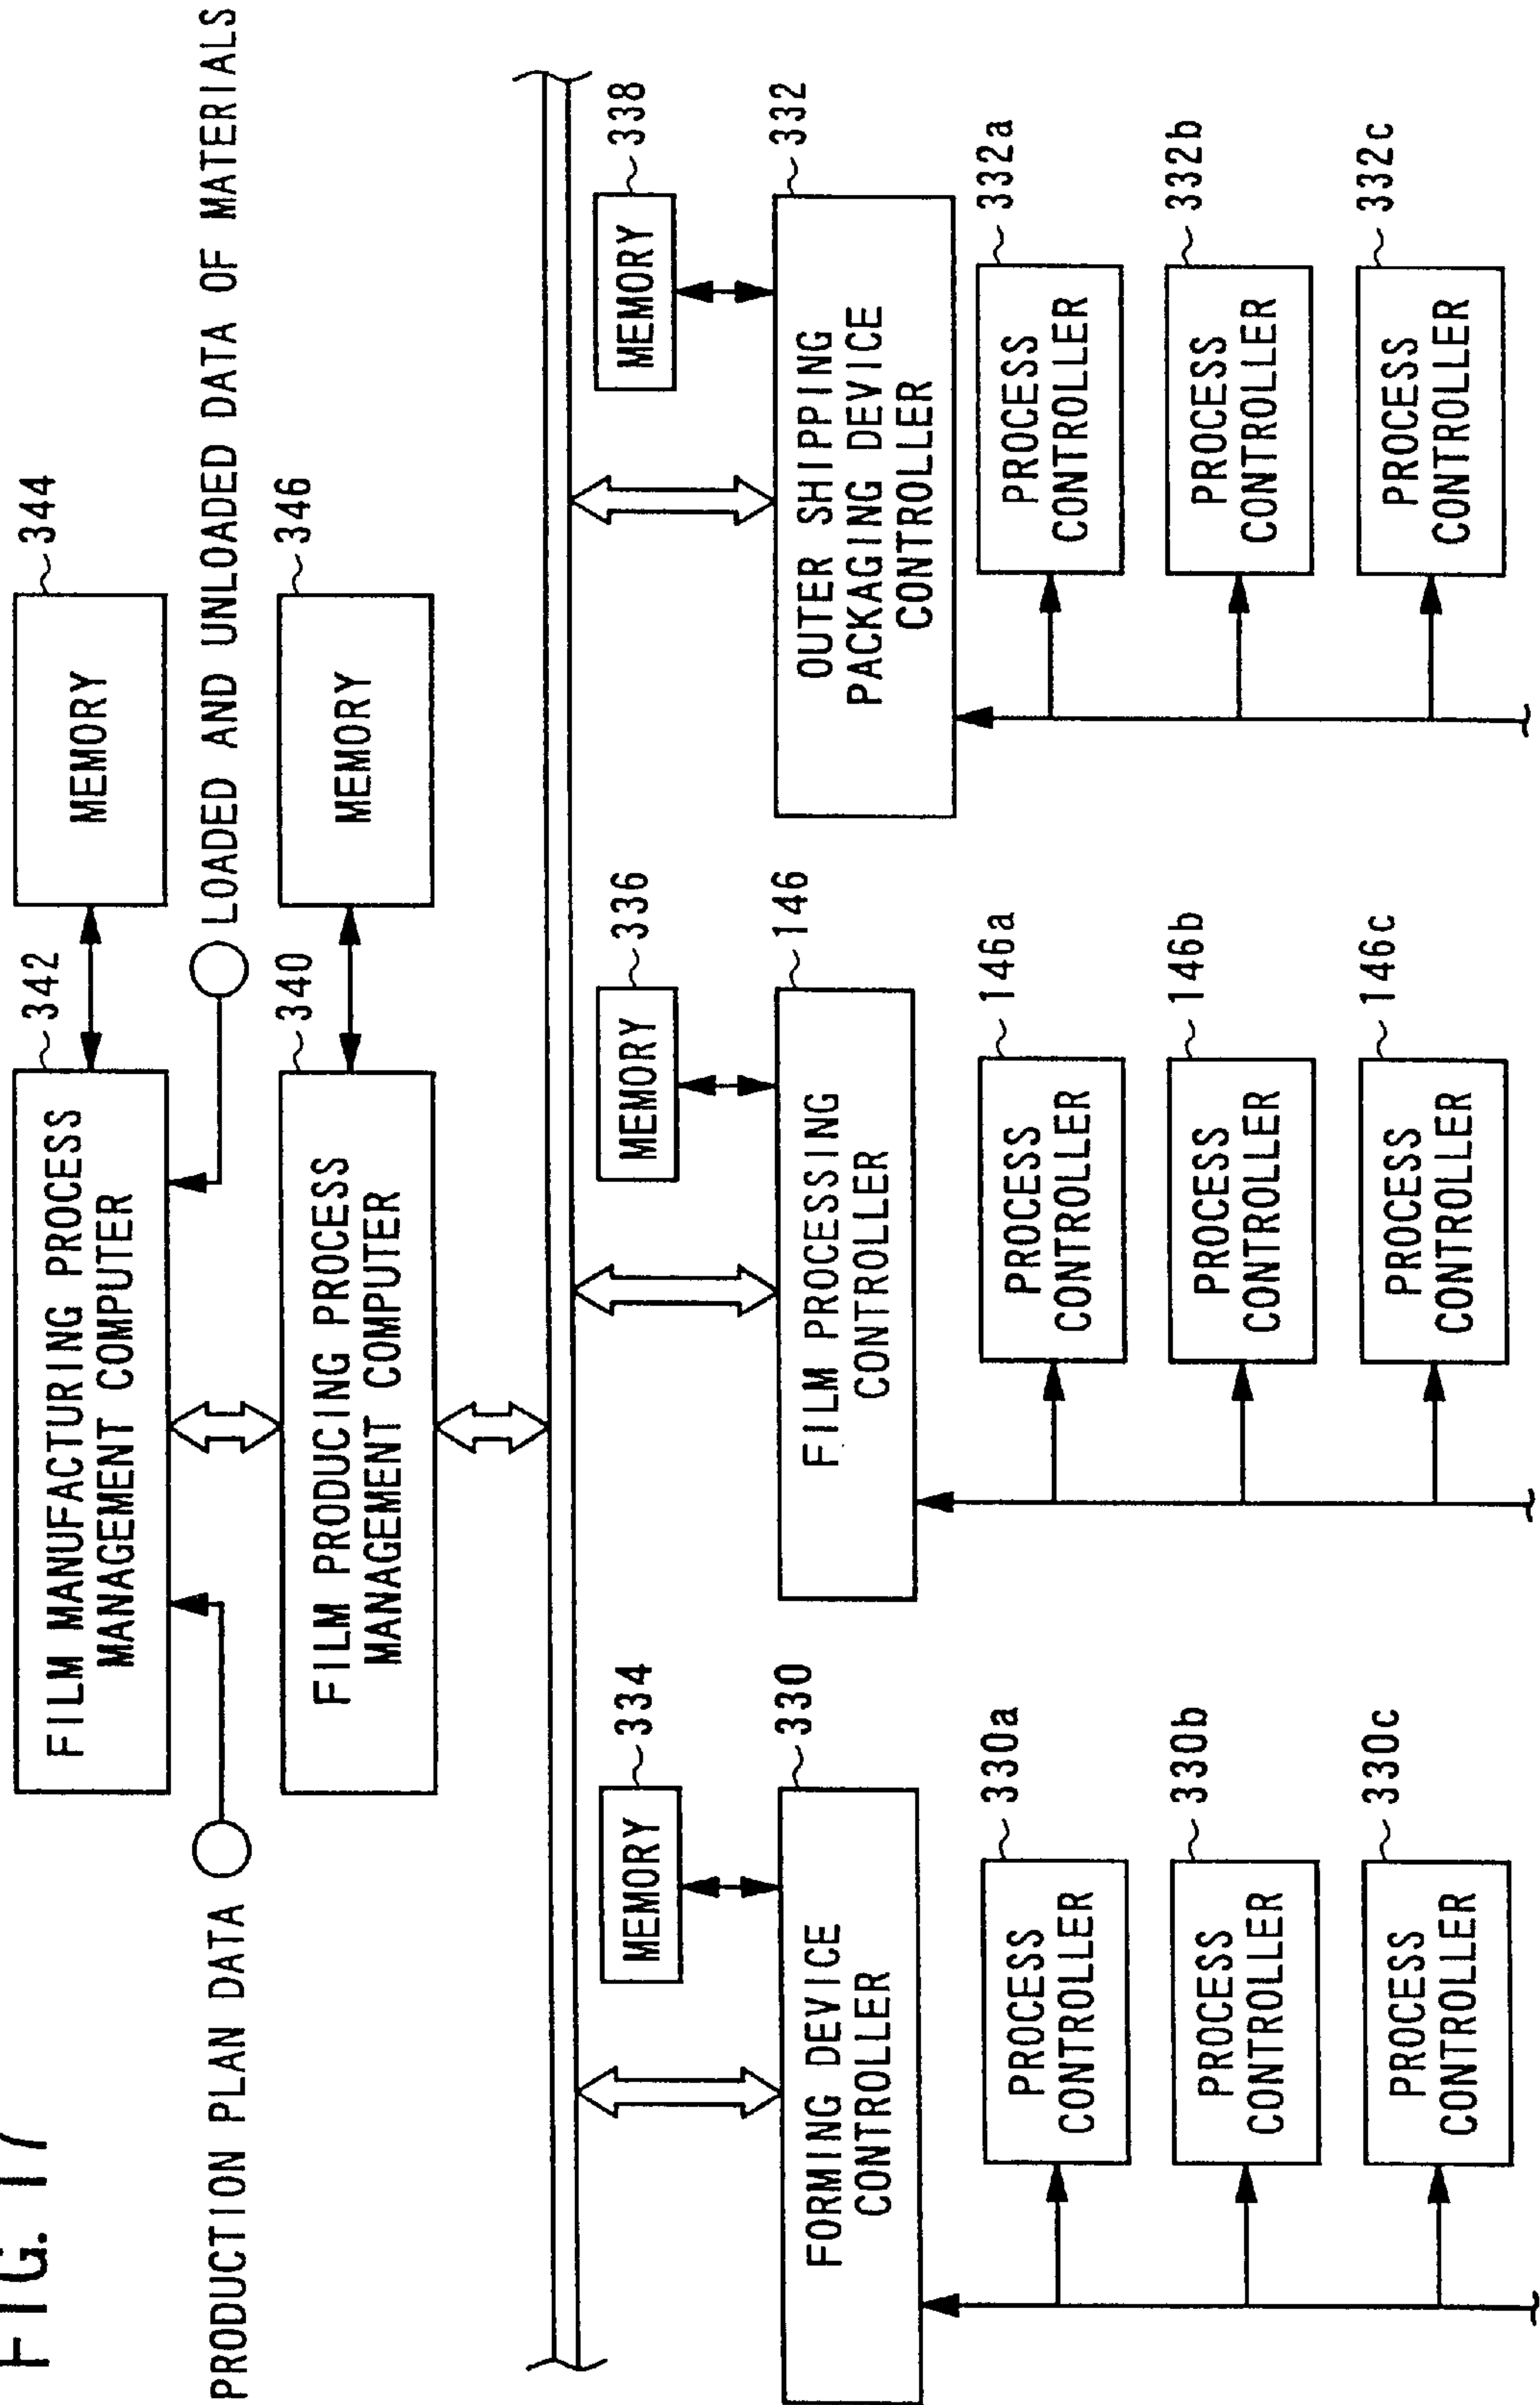 FIG. 17
FILM MANUFACTURING PROCESS
MANAGEMENT COMPUTER
342
MEMORY
344
PRODUCTION PLAN DATA
LOADED AND UNLOADED DATA OF MATERIALS
FILM PRODUCING PROCESS
MANAGEMENT COMPUTER
340
MEMORY
346
MEMORY
334
MEMORY
336
MEMORY
338
FORMING DEVICE
CONTROLLER
330
FILM PROCESSING
CONTROLLER
146
OUTER SHIPPING
PACKAGING DEVICE
CONTROLLER
332
PROCESS
CONTROLLER
330a
PROCESS
CONTROLLER
146a
PROCESS
CONTROLLER
332a
PROCESS
CONTROLLER
330b
PROCESS
CONTROLLER
146b
PROCESS
CONTROLLER
332b
PROCESS
CONTROLLER
330c
PROCESS
CONTROLLER
146c
PROCESS
CONTROLLER
332c